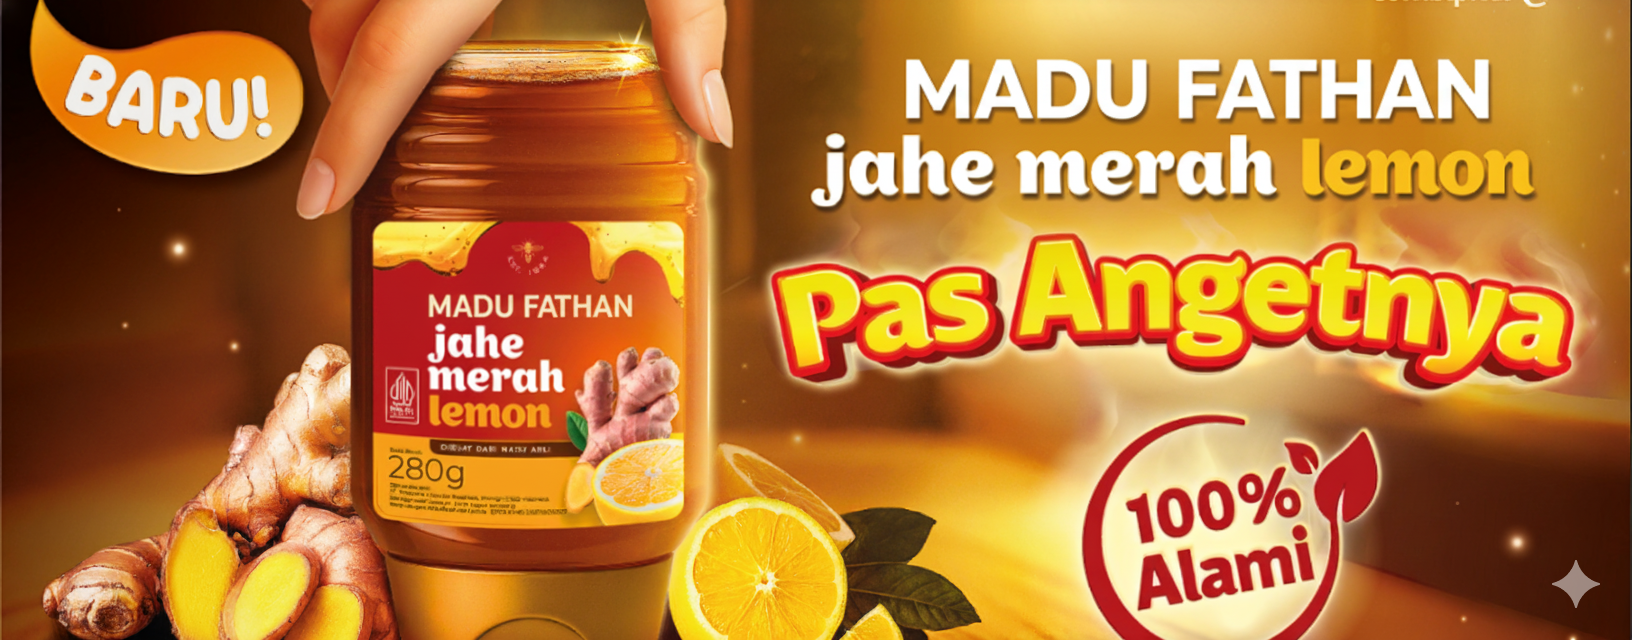 BARU!
MADU FATHAN
jahe merah lemon
Pas Angetnya
100%
Alami
MADU FATHAN
jahe
merah
lemon
280g